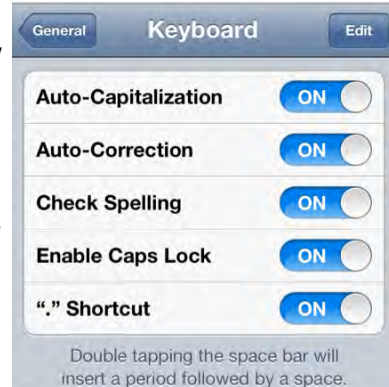 General Keyboard Edit
Auto-Capitalization ON
Auto-Correction ON
Check Spelling ON
Enable Caps Lock ON
“.” Shortcut ON
Double tapping the space bar will
insert a period followed by a space.